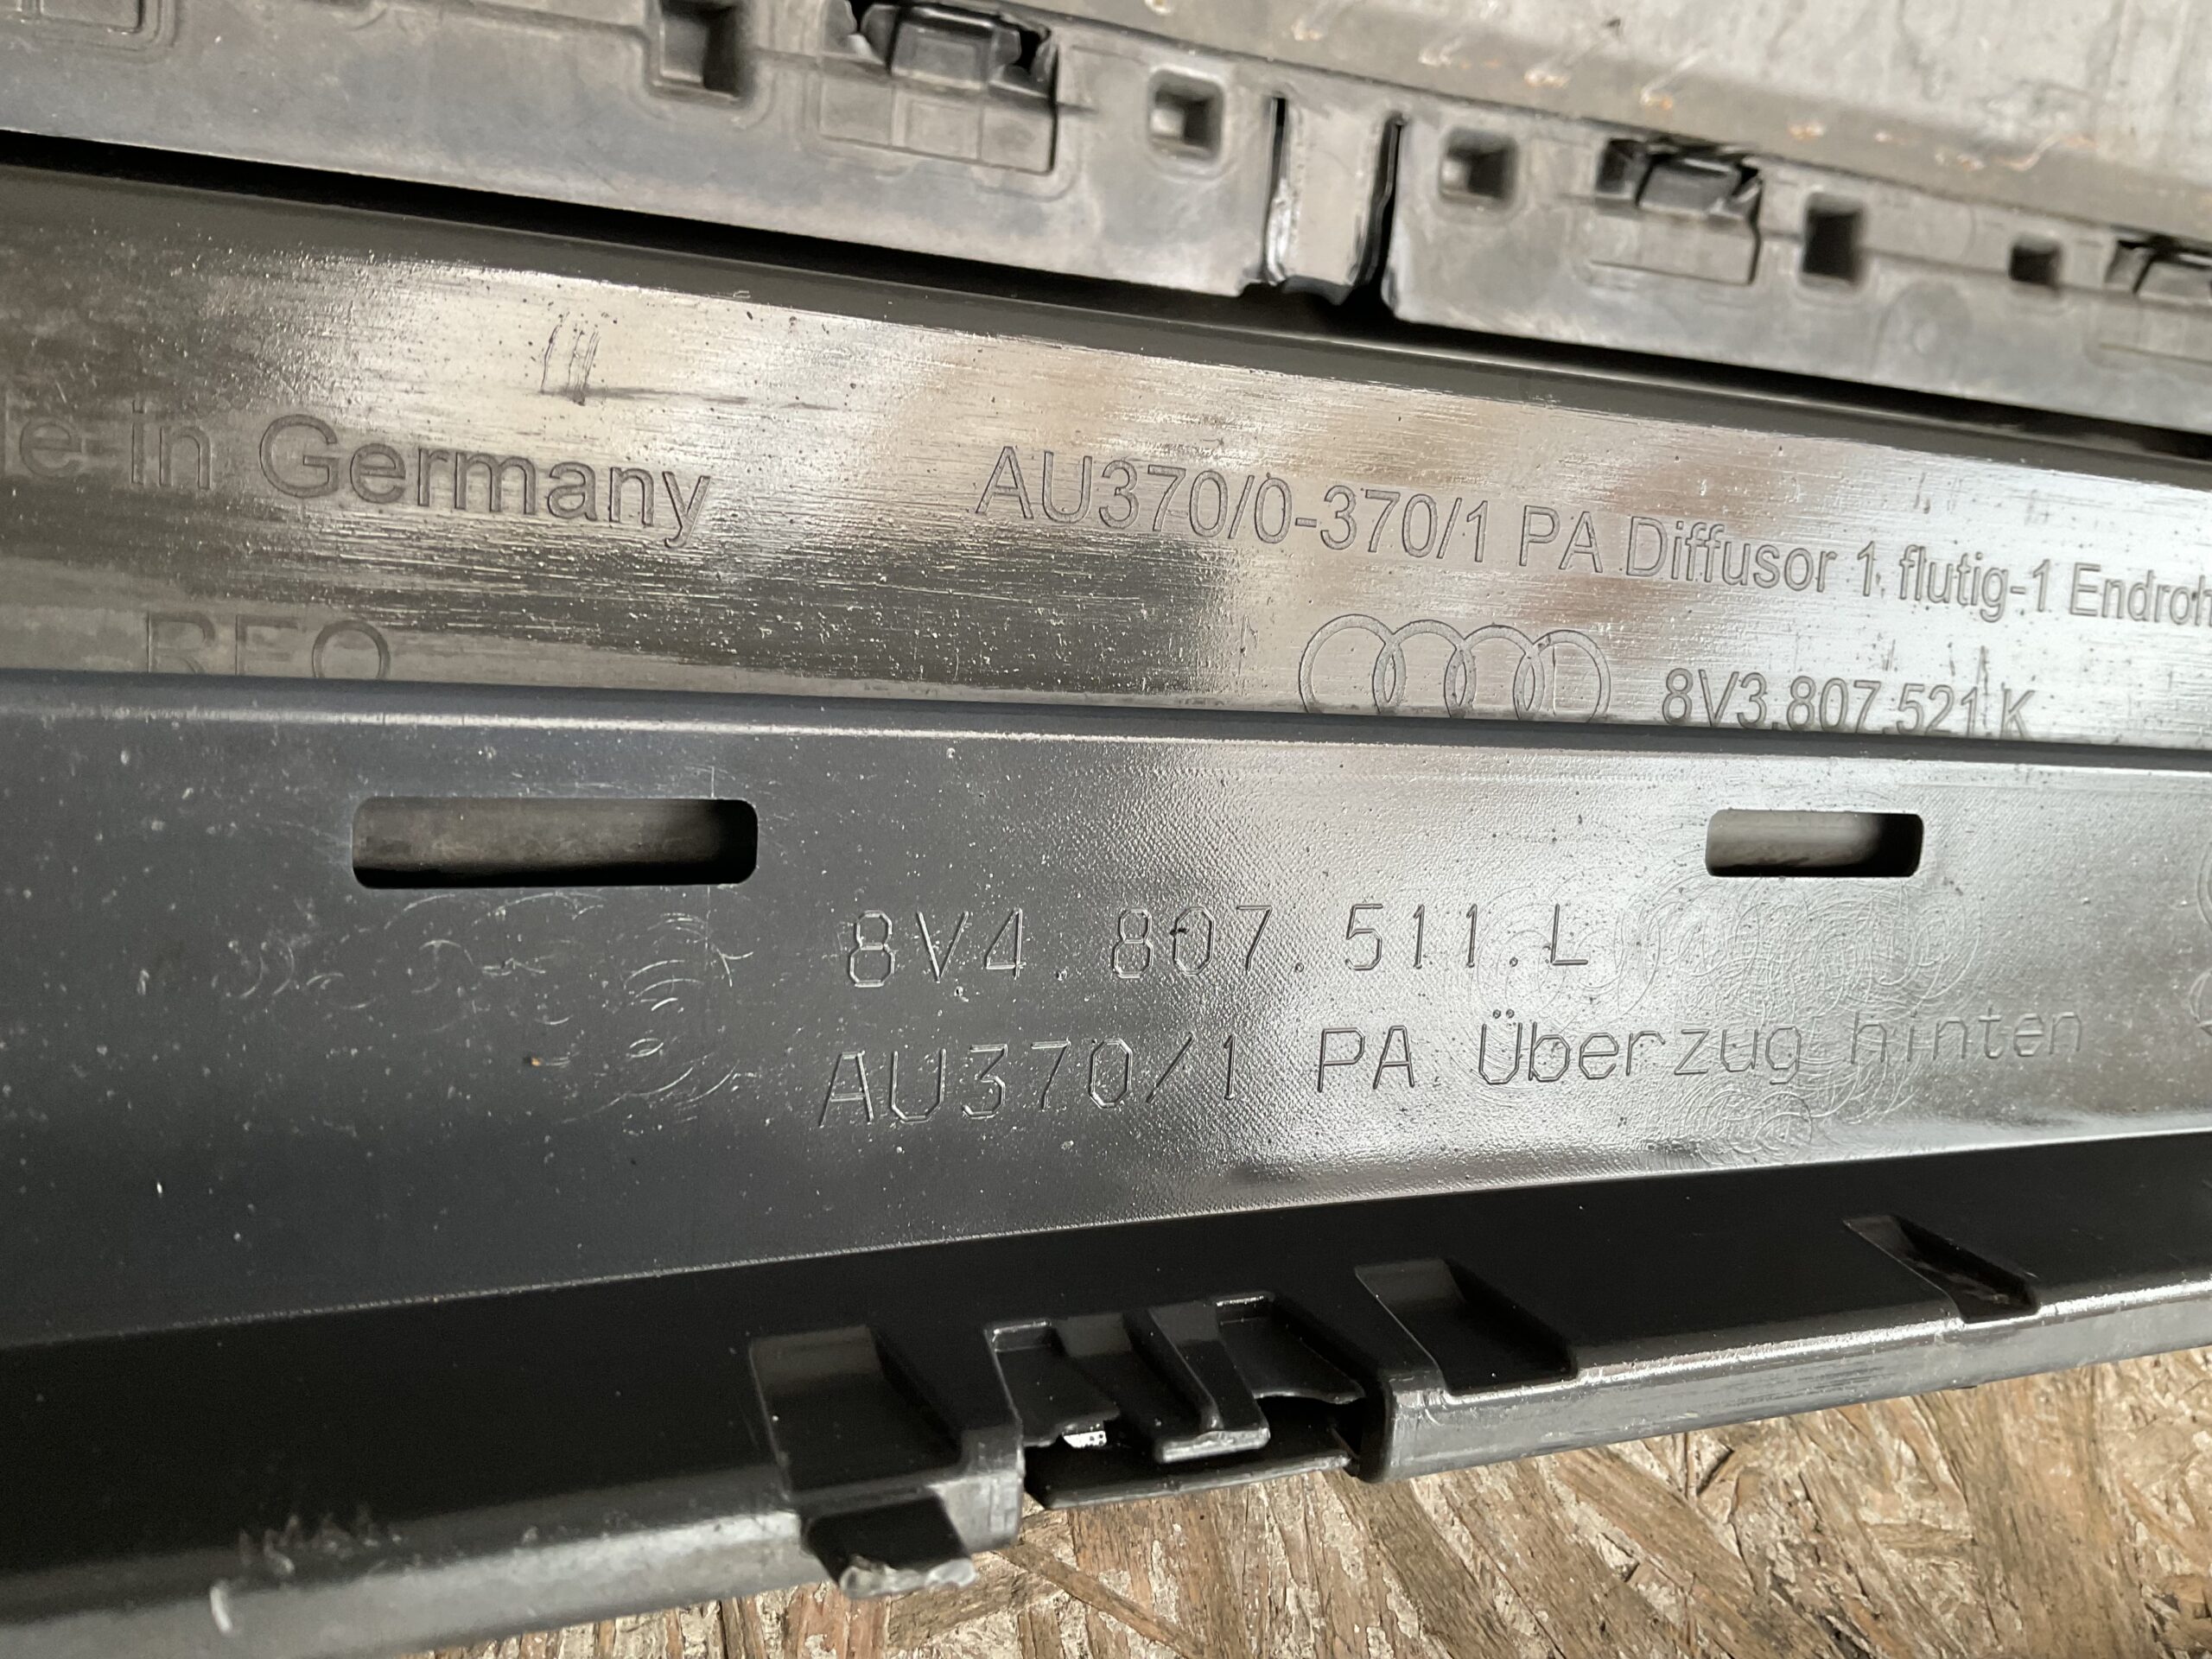 in Germany
AU370/0-370/1 PA Diffusor 1 flutig-1 Endroh
8V3.807.521.K
8V4.807.511.L
AU370/1 PA Überzug hinten